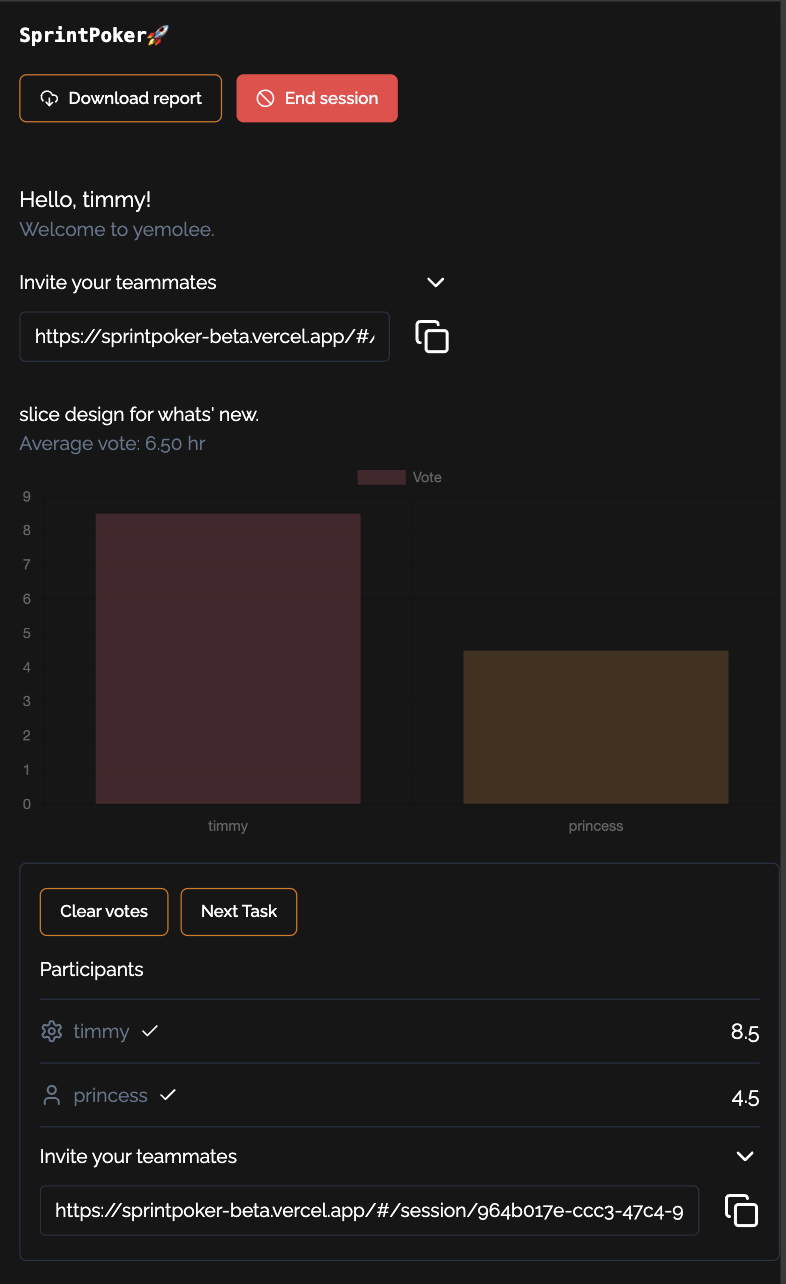 SprintPoker🚀
Download report
End session
Hello, timmy!
Welcome to yemolee.
Invite your teammates
https://sprintpoker-beta.vercel.app/#/
slice design for whats' new.
Average vote: 6.50 hr
Vote
9
8
7
6
5
4
3
2
1
0
timmy
princess
Clear votes
Next Task
Participants
timmy
8.5
princess
4.5
Invite your teammates
https://sprintpoker-beta.vercel.app/#/session/964b017e-ccc3-47c4-9